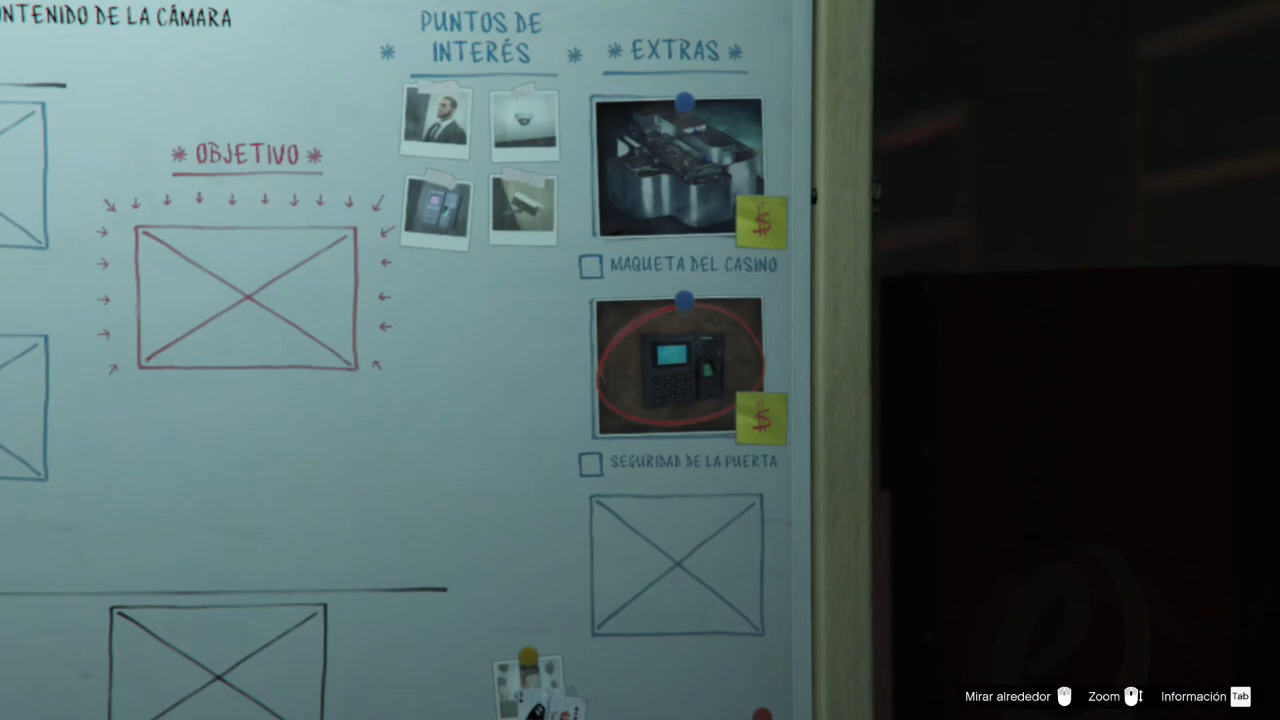 NTENIDO DE LA CÁMARA
PUNTOS DE
INTERÉS
* EXTRAS *
* OBJETIVO *
$
MAQUETA DEL CASINO
$
SEGURIDAD DE LA PUERTA
Mirar alrededor
Zoom
Información
Tab